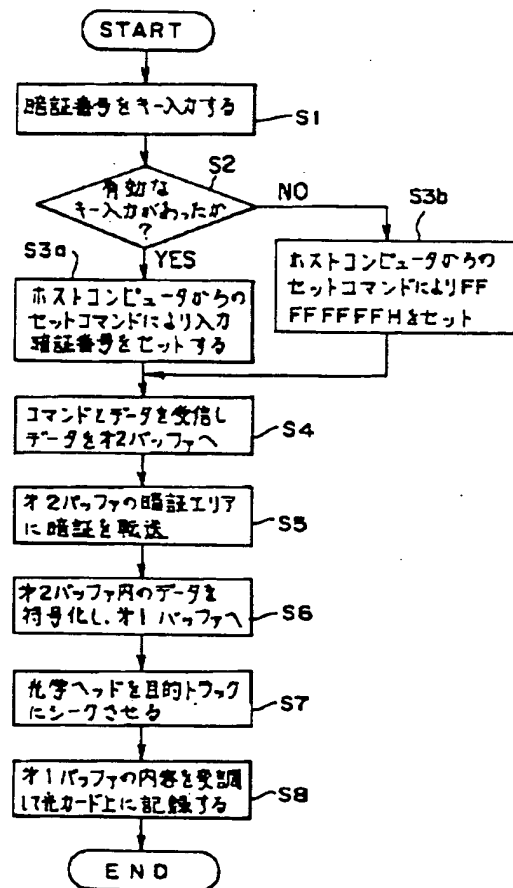 START
暗証番号をキー入力する
S1
S2
有効な
キー入力があったか
?
NO
YES
S3a
S3b
ホストコンピュータからの
セットコマンドにより入力
暗証番号をセットする
ホストコンピュータからの
セットコマンドによりFF
FFFFFFHをセット
コマンドとデータを受信し
データを才2バッファへ
S4
才2バッファの暗証エリア
に暗証を転送
S5
才2バッファ内のデータを
符号化し、才1バッファへ
S6
光学ヘッドを目的トラック
にシークさせる
S7
才1バッファの内容を変調
して光カード上に記録する
S8
END